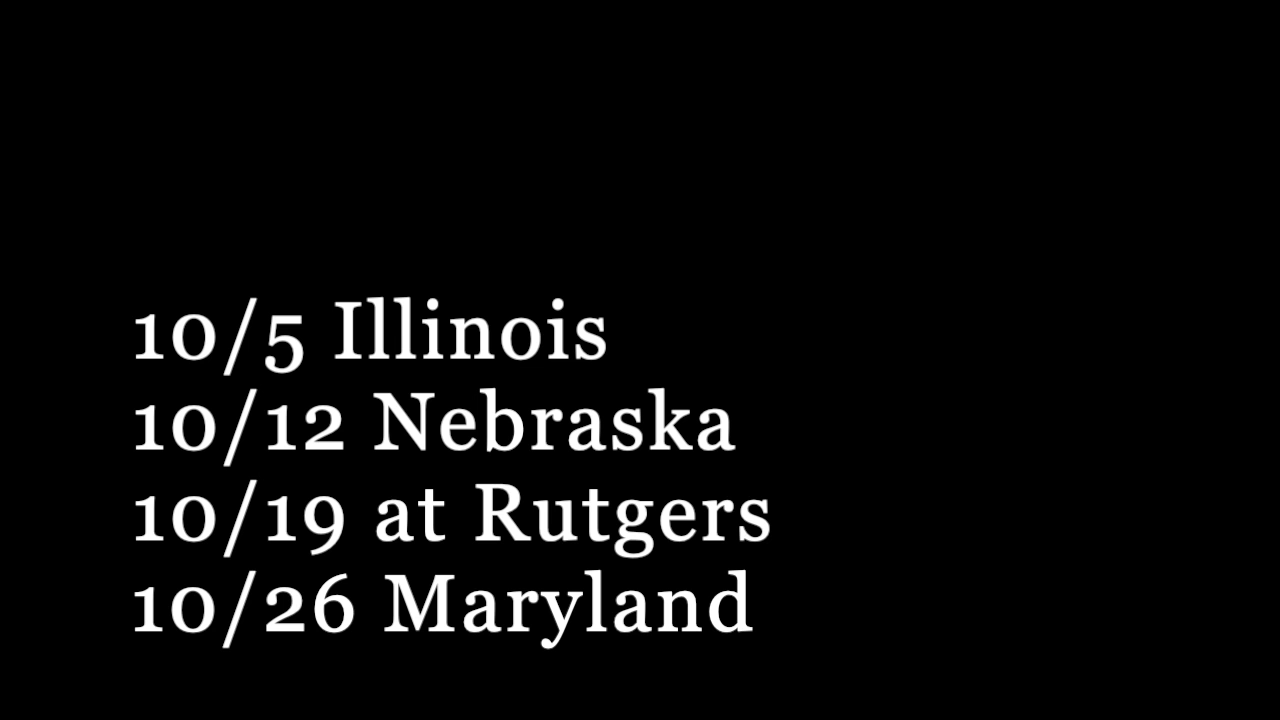 10/5 Illinois
10/12 Nebraska
10/19 at Rutgers
10/26 Maryland